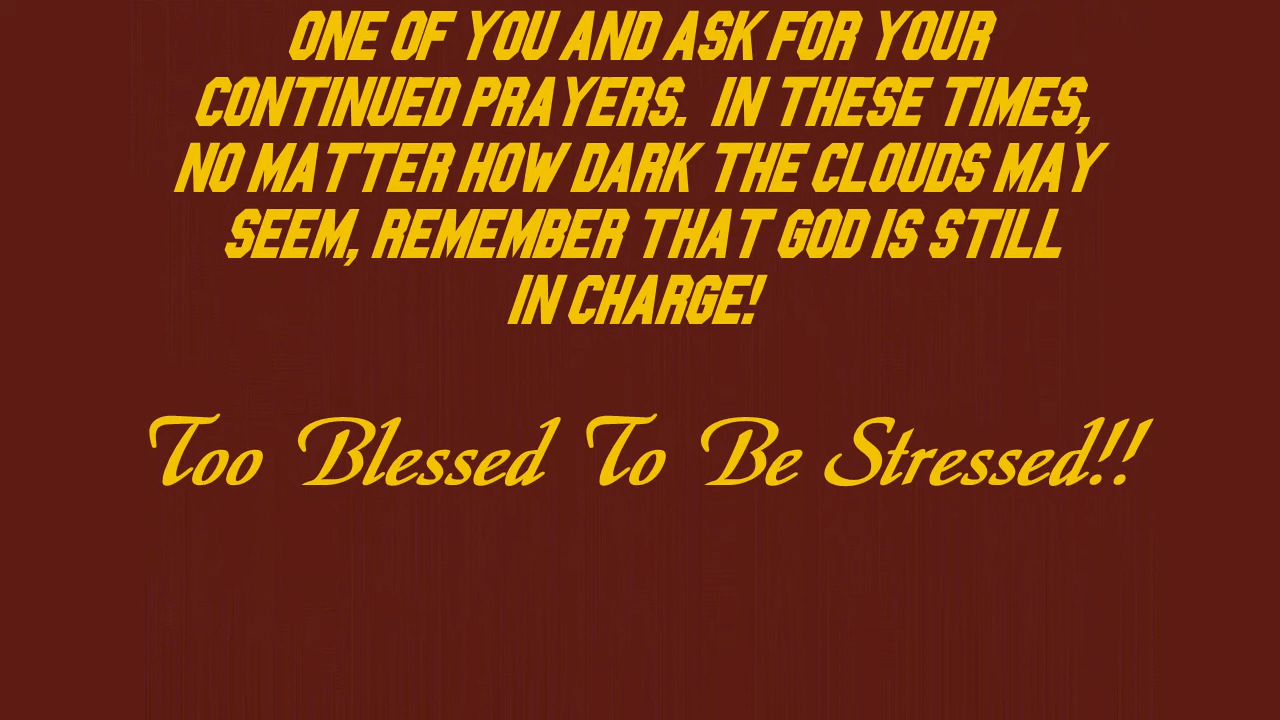 ONE OF YOU AND ASK FOR YOUR
CONTINUED PRAYERS.  IN THESE TIMES,
NO MATTER HOW DARK THE CLOUDS MAY
SEEM, REMEMBER THAT GOD IS STILL
IN CHARGE!
Too Blessed To Be Stressed!!